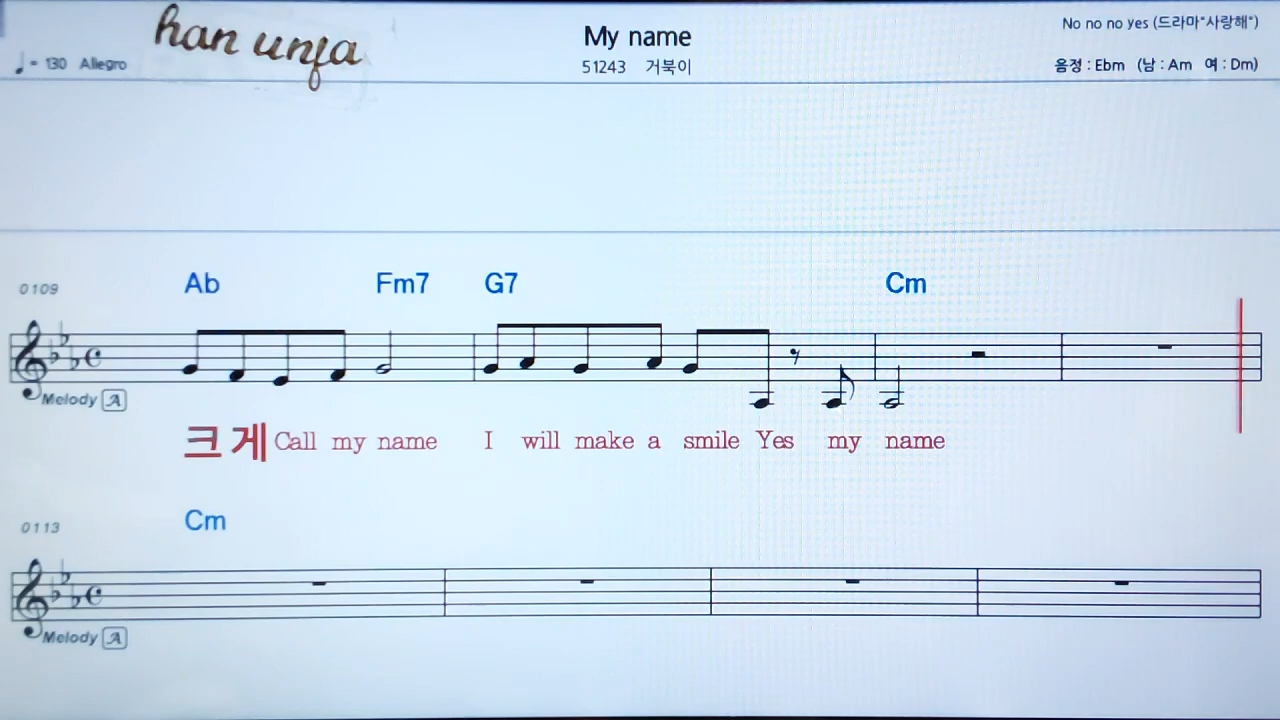 han unfa
My name
No no no yes (드라마"사랑해")
♩= 130 Allegro
51243 거북이
음정 : Ebm (남 : Am 여 : Dm)
Ab Fm7 G7 Cm
0109
Melody A
크게 Call my name I will make a smile Yes my name
Cm
0113
Melody A